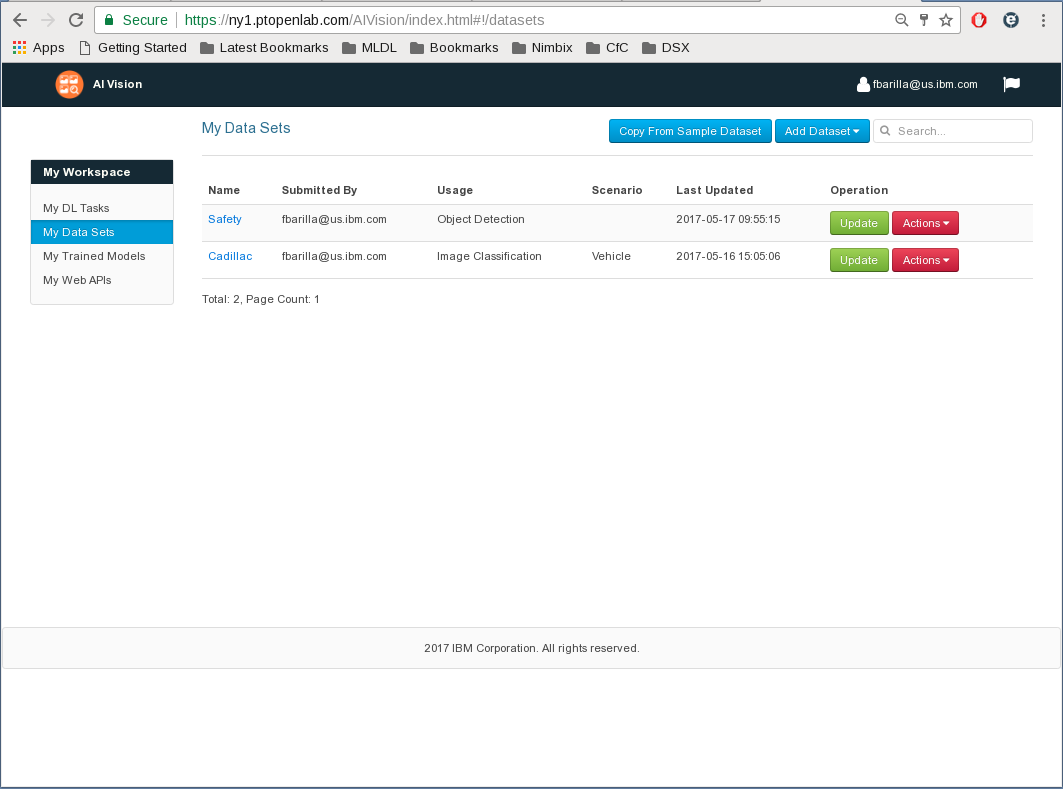 Secure https://ny1.ptopenlab.com/AIVision/index.html#!/datasets
Apps Getting Started Latest Bookmarks MLDL Bookmarks Nimbix CfC DSX
AI Vision fbarilla@us.ibm.com
My Data Sets Copy From Sample Dataset Add Dataset Search...
My Workspace
My DL Tasks
My Data Sets
My Trained Models
My Web APIs
Name Submitted By Usage Scenario Last Updated Operation
Safety fbarilla@us.ibm.com Object Detection 2017-05-17 09:55:15 Update Actions
Cadillac fbarilla@us.ibm.com Image Classification Vehicle 2017-05-16 15:05:06 Update Actions
Total: 2, Page Count: 1
2017 IBM Corporation. All rights reserved.